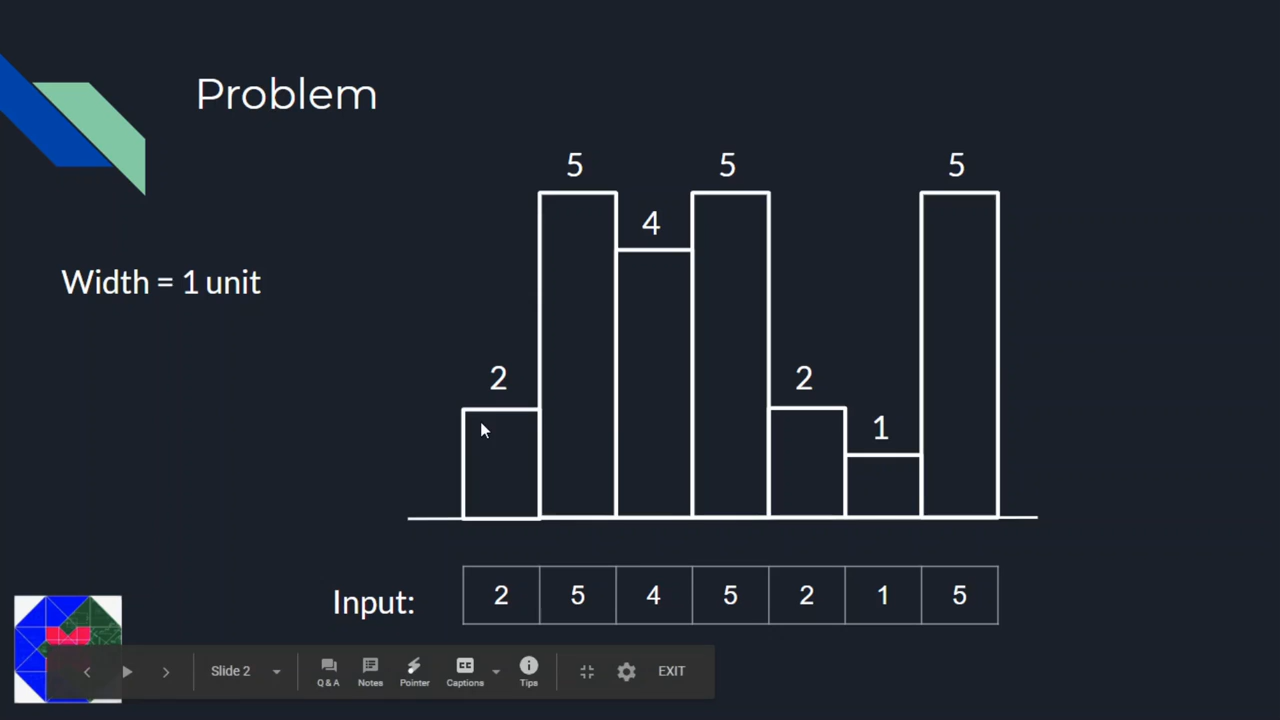 Problem
5 5 5
4
Width = 1 unit
2 2
1
Input: 2 5 4 5 2 1 5
Slide 2
Q & A Notes Pointer CC Captions Tips EXIT